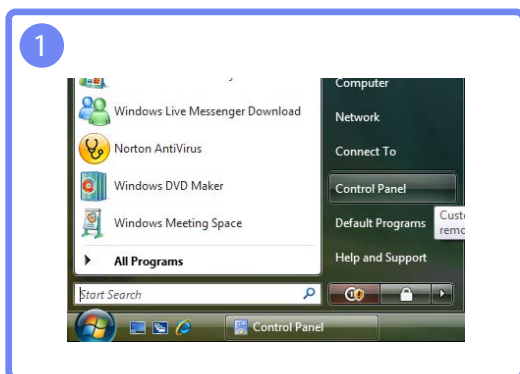 1
Computer
Windows Live Messenger Download
Network
Norton AntiVirus
Connect To
Windows DVD Maker
Control Panel
Windows Meeting Space
Default Programs
All Programs
Help and Support
Start Search
Control Panel